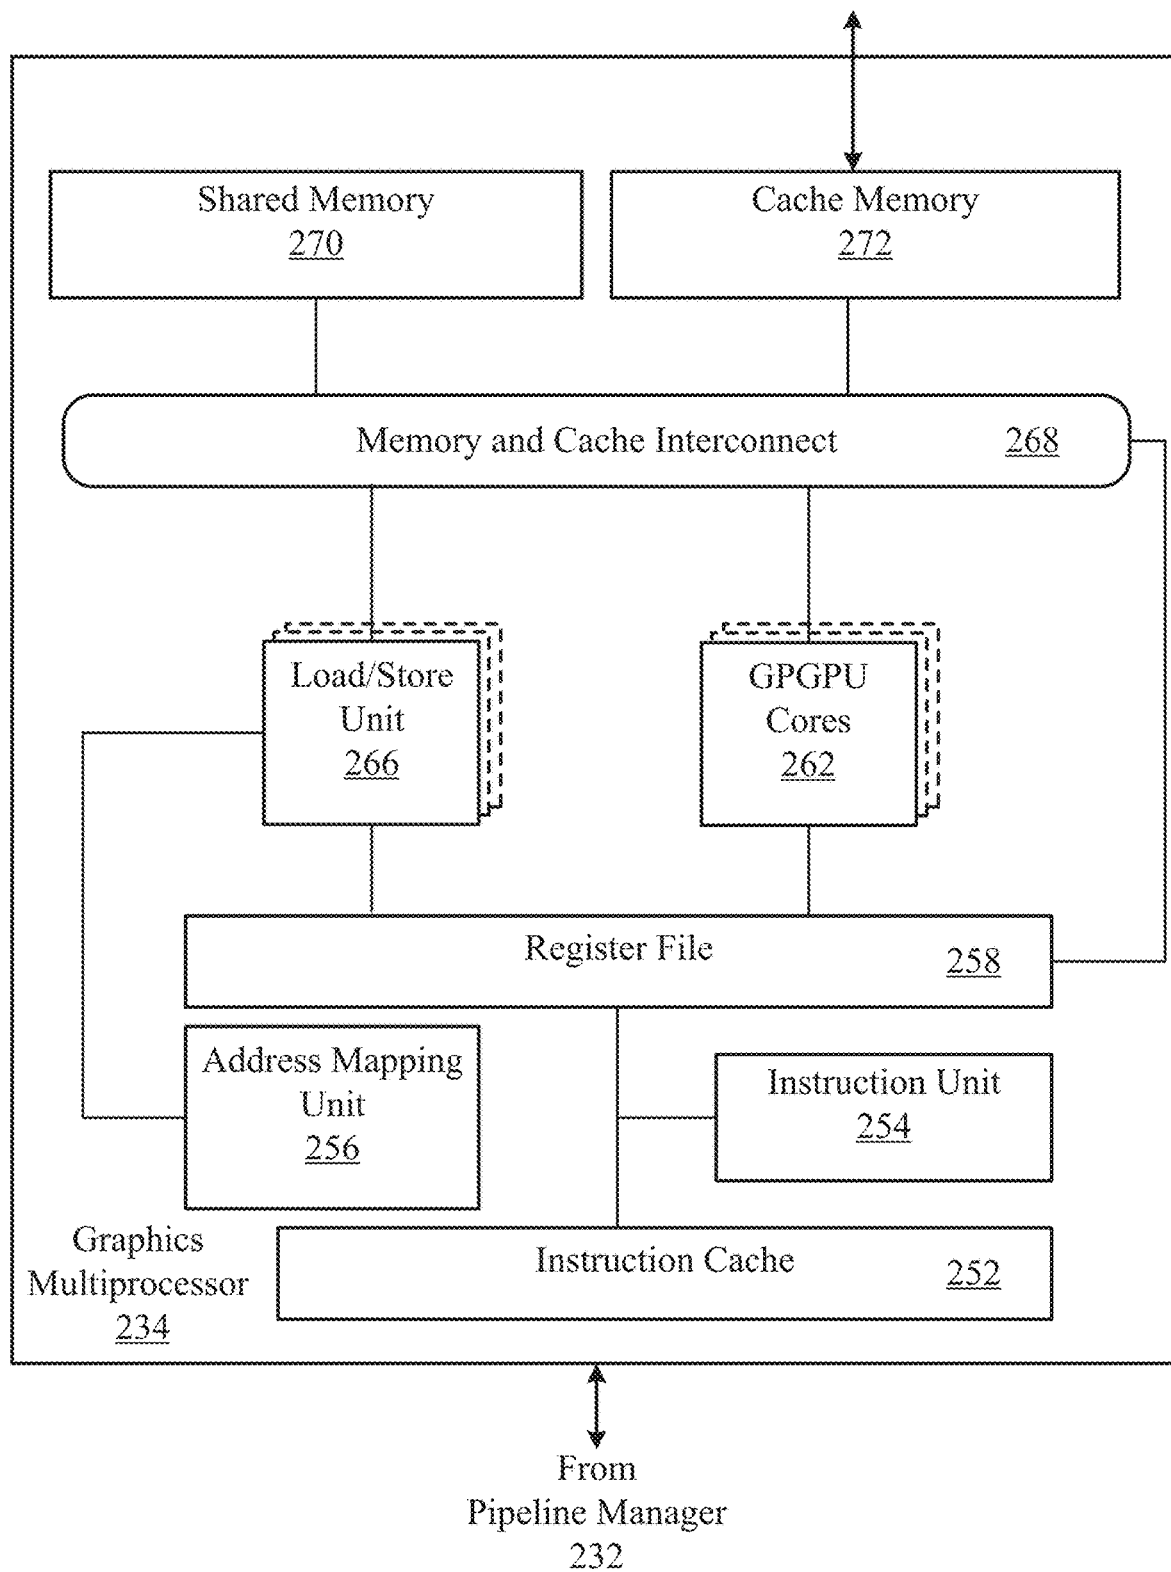 Shared Memory
270
Cache Memory
272
Memory and Cache Interconnect 268
Load/Store
Unit
266
GPGPU
Cores
262
Register File 258
Address Mapping
Unit
256
Instruction Unit
254
Graphics
Multiprocessor
234
Instruction Cache 252
From
Pipeline Manager
232